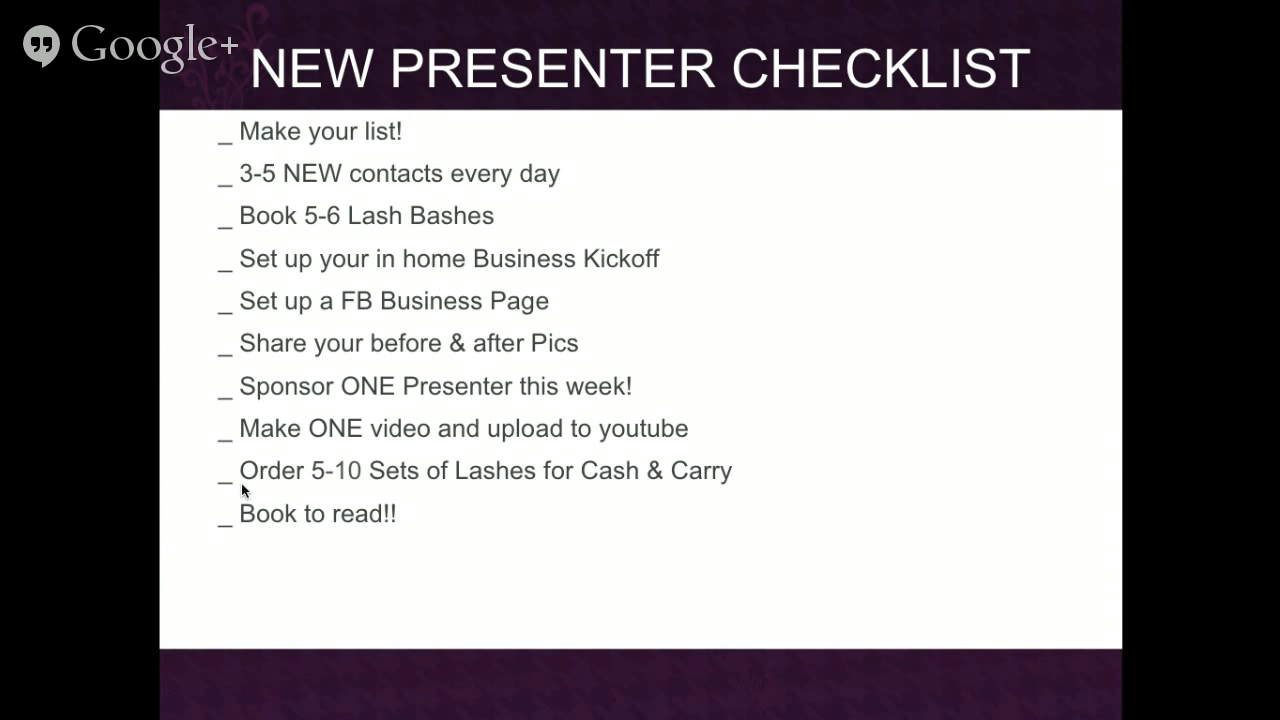 Google+
NEW PRESENTER CHECKLIST
_ Make your list!
_ 3-5 NEW contacts every day
_ Book 5-6 Lash Bashes
_ Set up your in home Business Kickoff
_ Set up a FB Business Page
_ Share your before & after Pics
_ Sponsor ONE Presenter this week!
_ Make ONE video and upload to youtube
_ Order 5-10 Sets of Lashes for Cash & Carry
_ Book to read!!